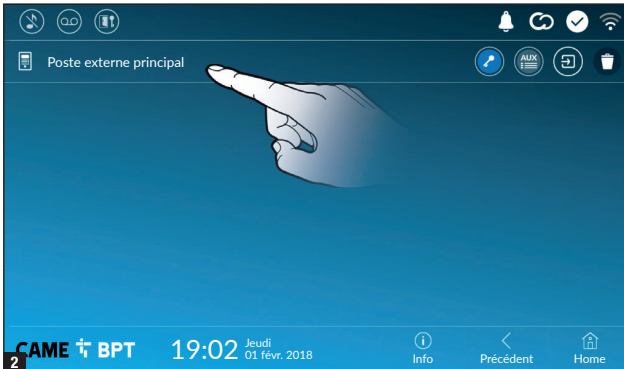 Poste externe principal
AUX
CAME BPT
19:02
Jeudi
01 févr. 2018
Info
Précédent
Home
2